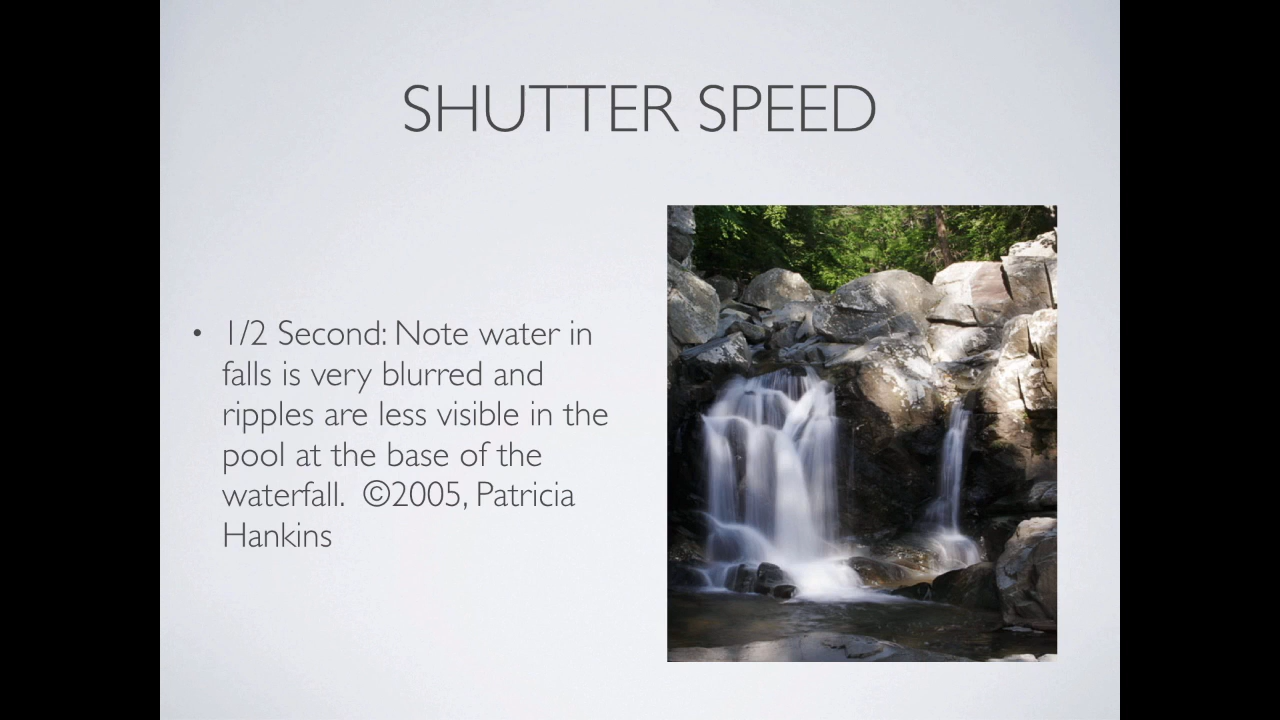 SHUTTER SPEED
• 1/2 Second: Note water in
falls is very blurred and
ripples are less visible in the
pool at the base of the
waterfall. ©2005, Patricia
Hankins